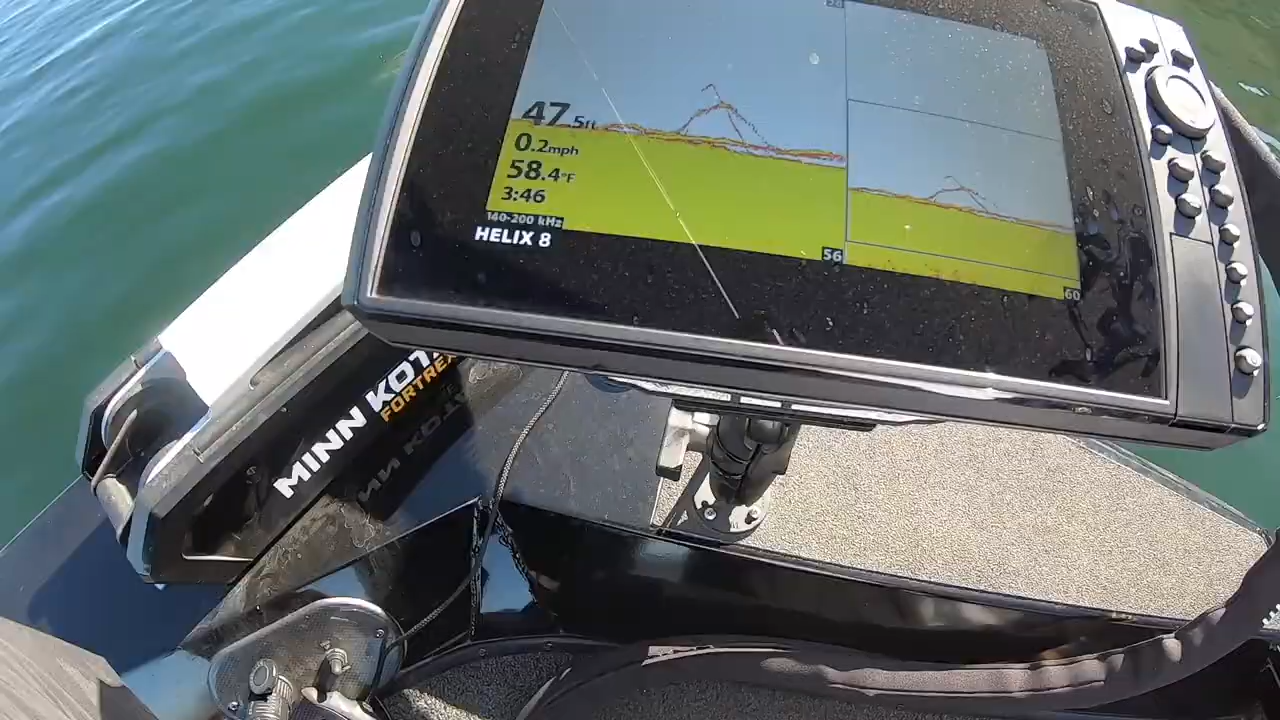 47.5ft
0.2mph
58.4°F
3:46
140-200 kHz
HELIX 8
56
60
MINN KOTA
FORTREX